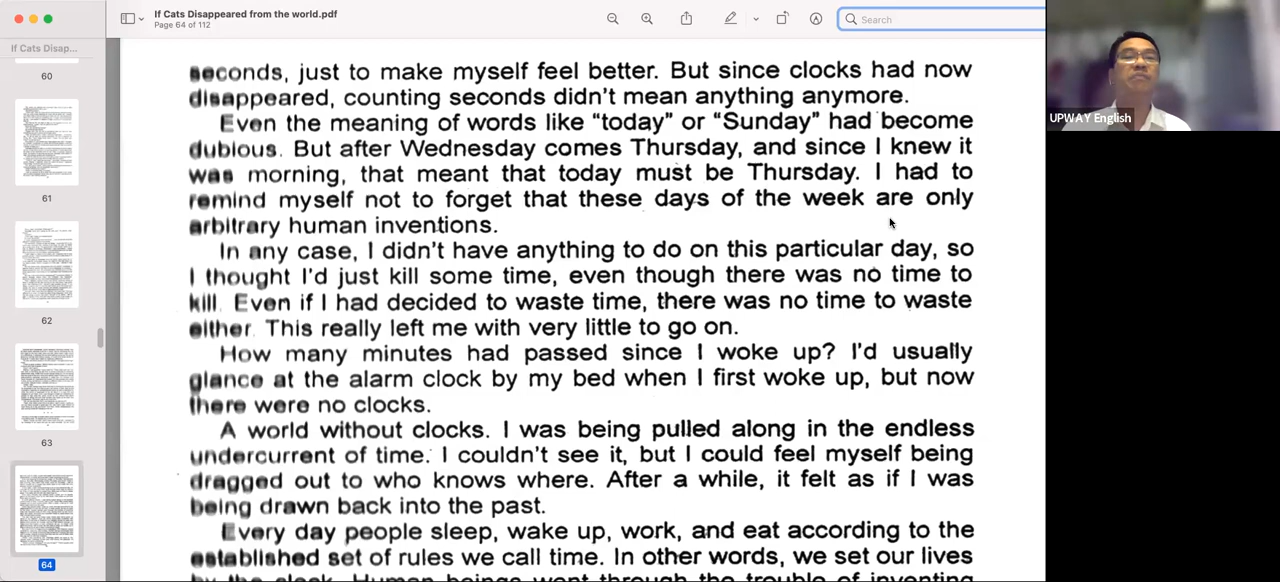 If Cats Disappeared from the world.pdf
Page 64 of 112
Search
If Cats Disap...
60
61
62
63
64
seconds, just to make myself feel better. But since clocks had now
disappeared, counting seconds didn't mean anything anymore.
Even the meaning of words like "today" or "Sunday" had become
dubious. But after Wednesday comes Thursday, and since I knew it
was morning, that meant that today must be Thursday. I had to
remind myself not to forget that these days of the week are only
arbitrary human inventions.
In any case, I didn't have anything to do on this particular day, so
I thought I'd just kill some time, even though there was no time to
kill. Even if I had decided to waste time, there was no time to waste
either. This really left me with very little to go on.
How many minutes had passed since I woke up? I'd usually
glance at the alarm clock by my bed when I first woke up, but now
there were no clocks.
A world without clocks. I was being pulled along in the endless
undercurrent of time. I couldn't see it, but I could feel myself being
dragged out to who knows where. After a while, it felt as if I was
being drawn back into the past.
Every day people sleep, wake up, work, and eat according to the
established set of rules we call time. In other words, we set our lives
by the clock. Human beings went through the trouble of inventing
UPWAY English